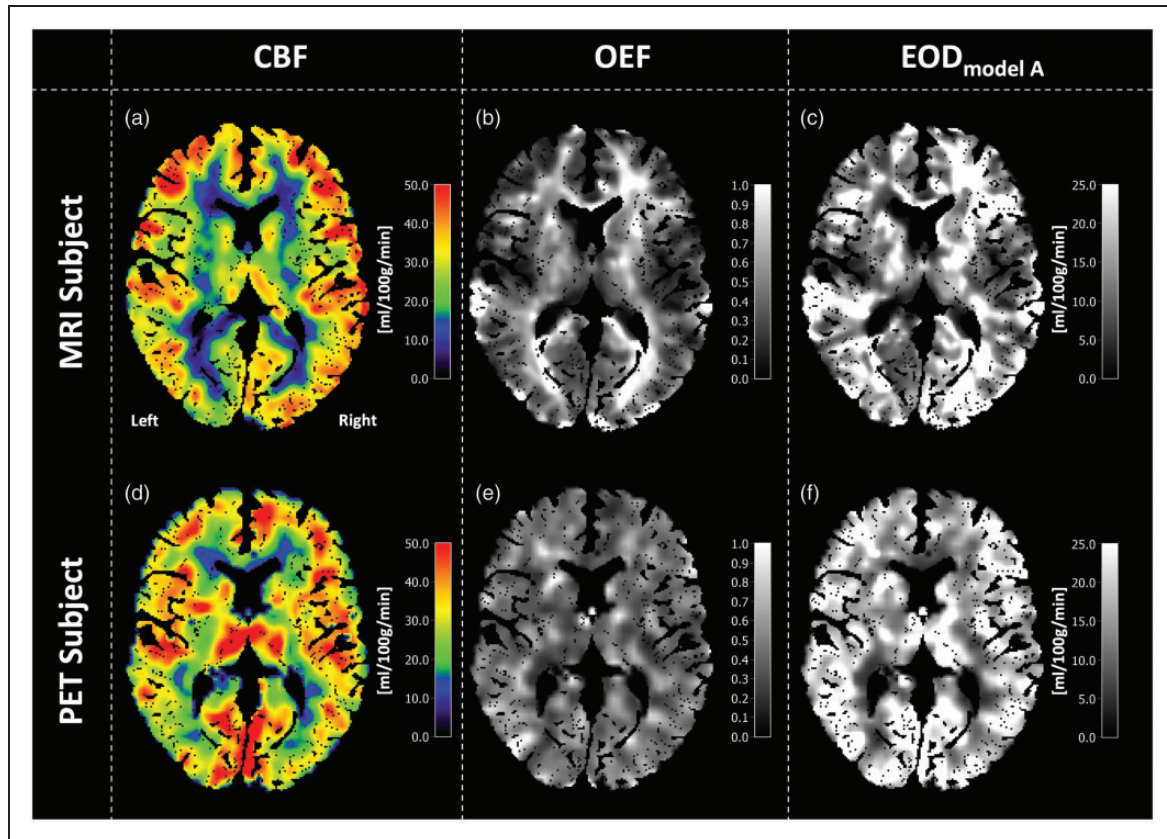 CBF OEF EOD model A
MRI Subject
(a) (b) (c)
50.0 1.0 25.0
0.9
40.0 0.8 20.0
0.7
30.0 0.6 15.0
[ml/100g/min] 0.5 [ml/100g/min]
20.0 0.4 10.0
0.3
10.0 0.2 5.0
0.1
0.0 0.0 0.0
Left Right
PET Subject
(d) (e) (f)
50.0 1.0 25.0
0.9
40.0 0.8 20.0
0.7
30.0 0.6 15.0
[ml/100g/min] 0.5 [ml/100g/min]
20.0 0.4 10.0
0.3
10.0 0.2 5.0
0.1
0.0 0.0 0.0